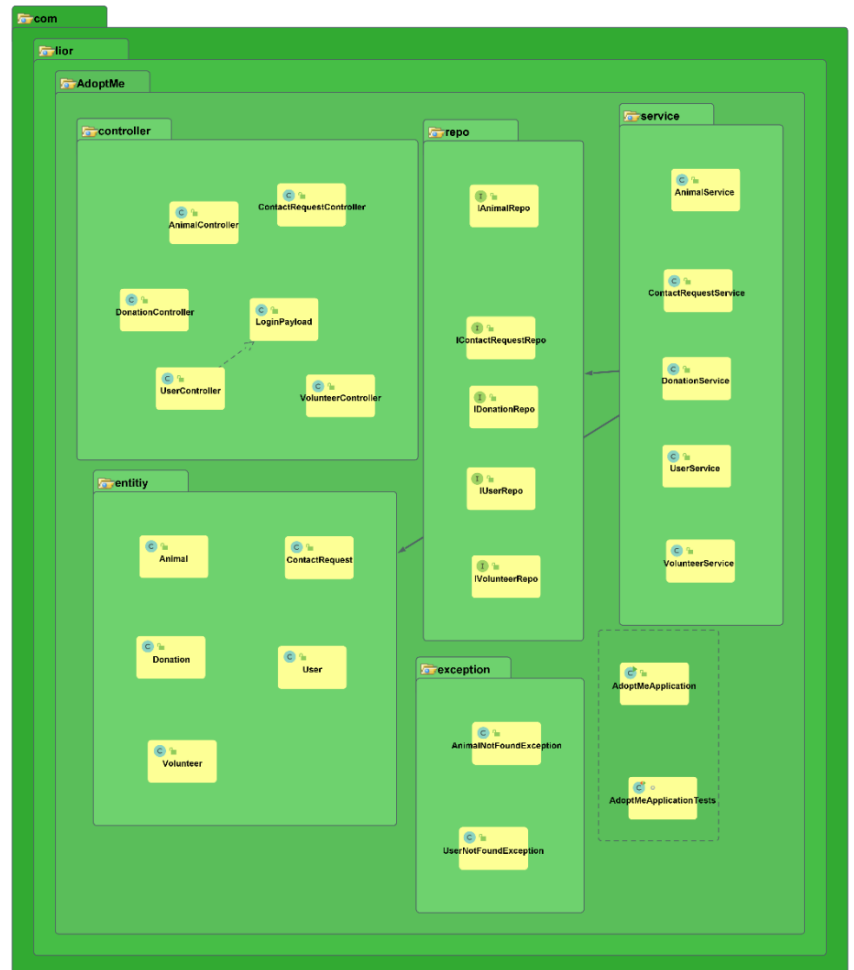 com
lior
AdoptMe
controller
AnimalController
ContactRequestController
DonationController
LoginPayload
UserController
VolunteerController
repo
IAnimalRepo
IContactRequestRepo
IDonationRepo
IUserRepo
IVolunteerRepo
service
AnimalService
ContactRequestService
DonationService
UserService
VolunteerService
entitiy
Animal
ContactRequest
Donation
User
Volunteer
exception
AnimalNotFoundException
UserNotFoundException
AdoptMeApplication
AdoptMeApplicationTests